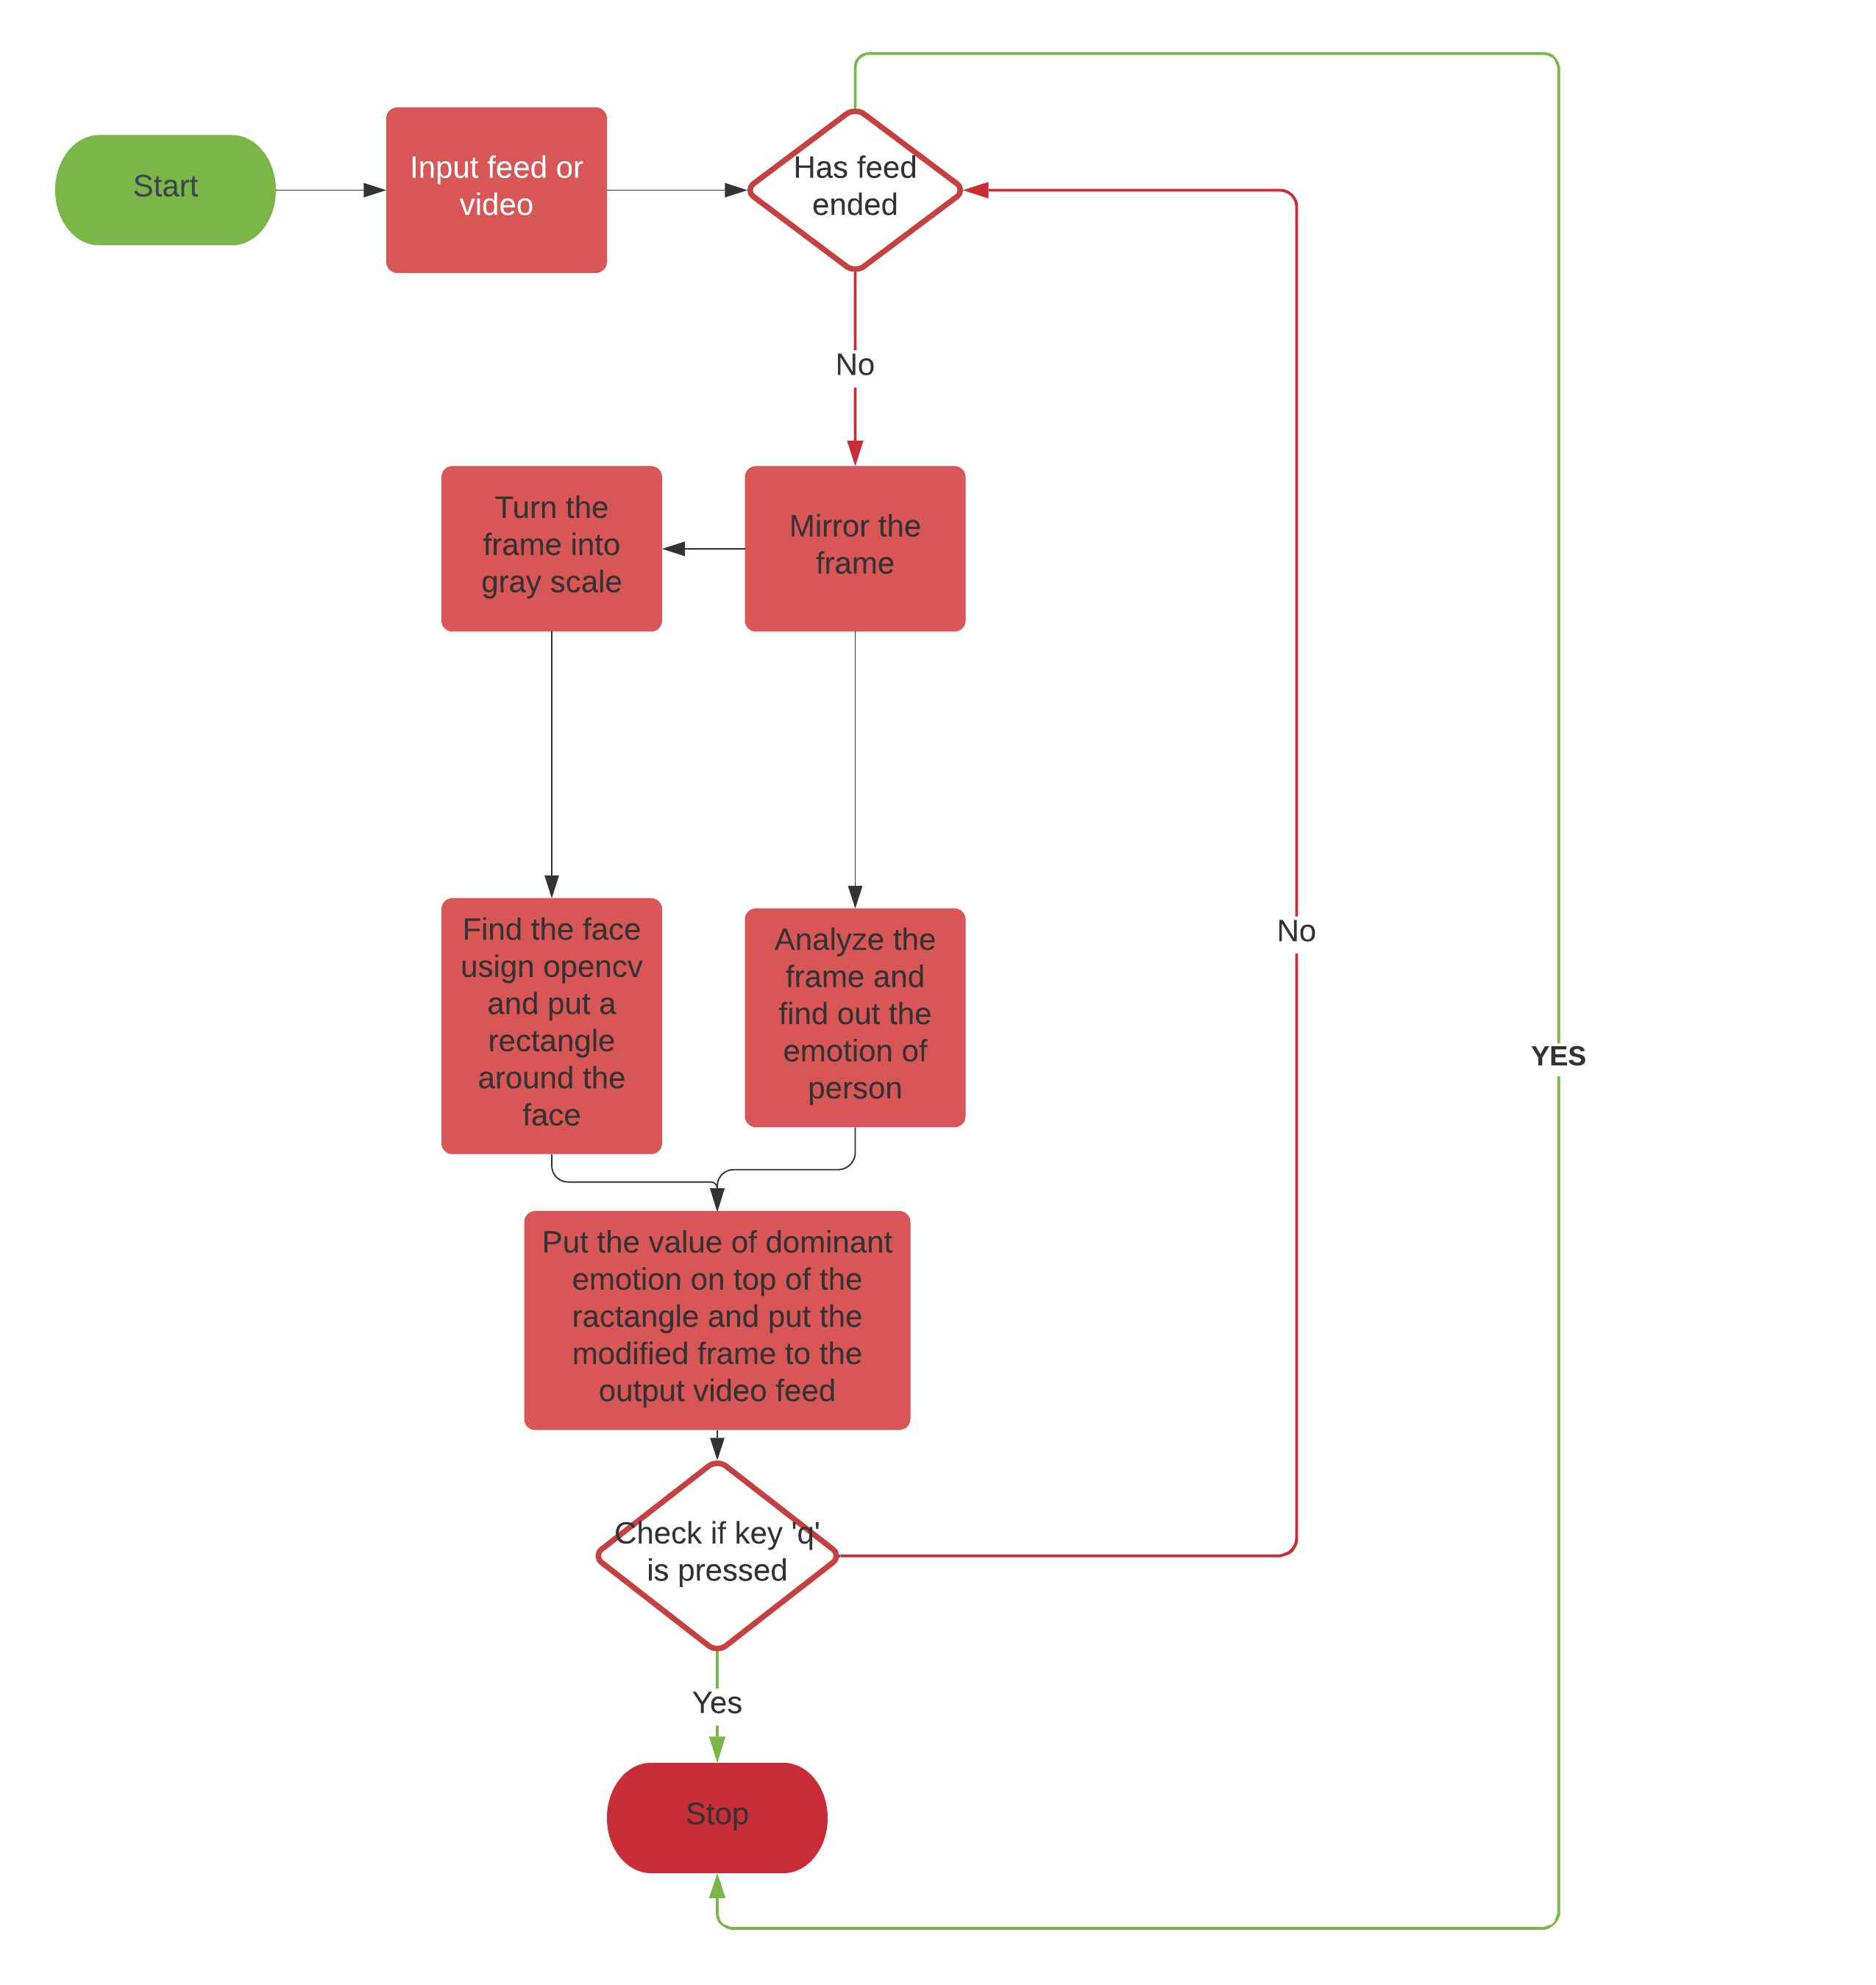 Start
Input feed or
video
Has feed
ended
No
Turn the
frame into
gray scale
Mirror the
frame
Find the face
usign opencv
and put a
rectangle
around the
face
Analyze the
frame and
find out the
emotion of
person
No
YES
Put the value of dominant
emotion on top of the
ractangle and put the
modified frame to the
output video feed
Check if key 'q'
is pressed
Yes
Stop